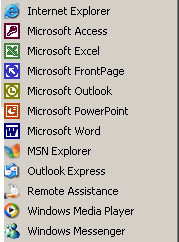 Internet Explorer
Microsoft Access
Microsoft Excel
Microsoft FrontPage
Microsoft Outlook
Microsoft PowerPoint
Microsoft Word
MSN Explorer
Outlook Express
Remote Assistance
Windows Media Player
Windows Messenger